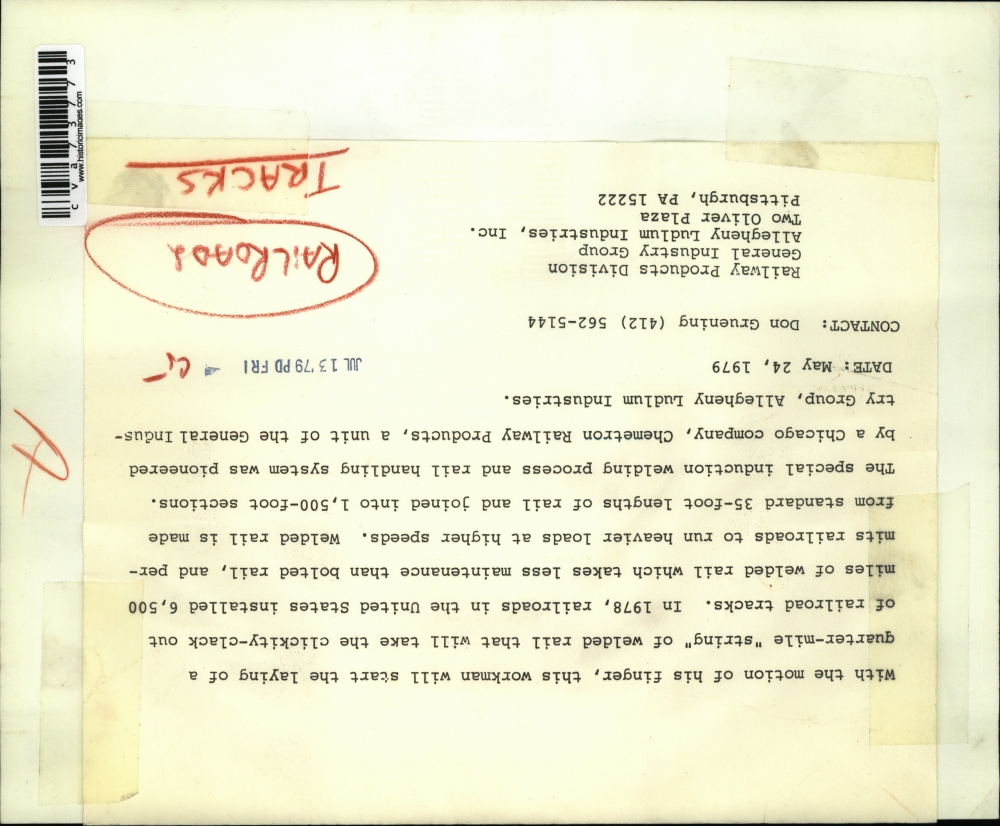 With the motion of his finger, this workman will start the laying of a
quarter-mile "string" of welded rail that will take the clickity-clack out
of railroad tracks. In 1978, railroads in the United States installed 6,500
miles of welded rail which takes less maintenance than bolted rail, and per-
mits railroads to run heavier loads at higher speeds. Welded rail is made
from standard 35-foot lengths of rail and joined into 1,500-foot sections.
The special induction welding process and rail handling system was pioneered
by a Chicago company, Chemetron Railway Products, a unit of the General Indus-
try Group, Allegheny Ludlum Industries.
DATE: May 24, 1979
JUL 13 '79 PD FRI
CONTACT: Don Gruening (412) 562-5144
Railway Products Division
General Industry Group
Allegheny Ludlum Industries, Inc.
Two Oliver Plaza
Pittsburgh, PA 15222
RAILROADS
TRACKS
www.historicimages.com
c v a 7 3 7 7 3